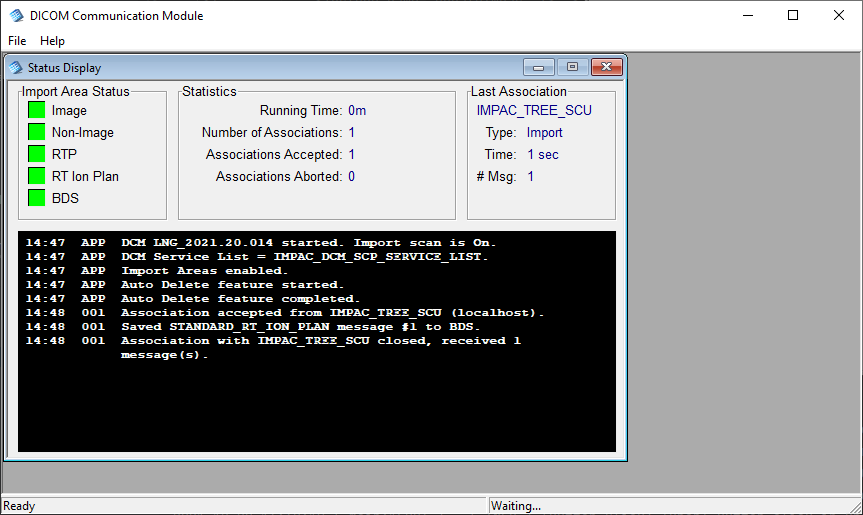 DICOM Communication Module
File Help
Status Display
Import Area Status
Image
Non-Image
RTP
RT Ion Plan
BDS
Statistics
Running Time: 0m
Number of Associations: 1
Associations Accepted: 1
Associations Aborted: 0
Last Association
IMPAC_TREE_SCU
Type: Import
Time: 1 sec
# Msg: 1
14:47 APP DCM LNG_2021.20.014 started. Import scan is On.
14:47 APP DCM Service List = IMPAC_DCM_SCP_SERVICE_LIST.
14:47 APP Import Areas enabled.
14:47 APP Auto Delete feature started.
14:47 APP Auto Delete feature completed.
14:48 001 Association accepted from IMPAC_TREE_SCU (localhost).
14:48 001 Saved STANDARD_RT_ION_PLAN message #1 to BDS.
14:48 001 Association with IMPAC_TREE_SCU closed, received 1
message(s).
Ready
Waiting...